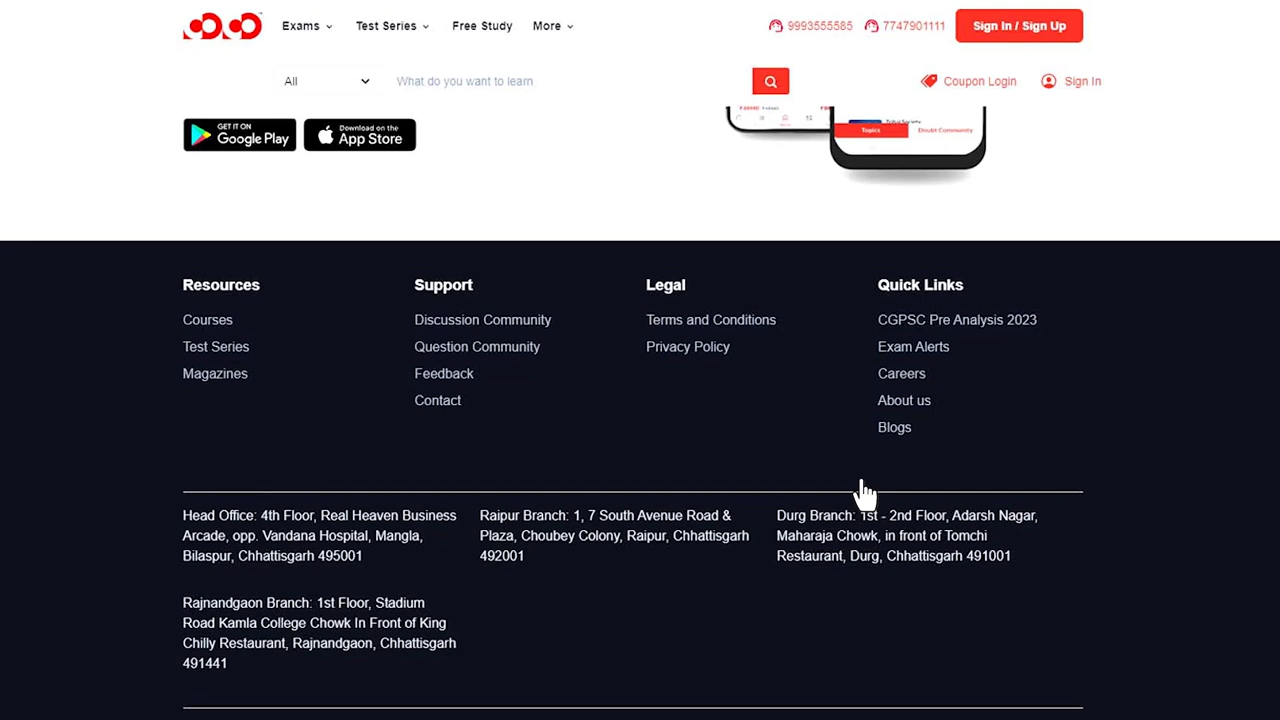 Exams
Test Series
Free Study
More
9993555585
7747901111
Sign In / Sign Up
All
What do you want to learn
Coupon Login
Sign In
GET IT ON
Google Play
Download on the
App Store
Topics
Doubt Community
Resources
Courses
Test Series
Magazines
Support
Discussion Community
Question Community
Feedback
Contact
Legal
Terms and Conditions
Privacy Policy
Quick Links
CGPSC Pre Analysis 2023
Exam Alerts
Careers
About us
Blogs
Head Office: 4th Floor, Real Heaven Business
Arcade, opp. Vandana Hospital, Mangla,
Bilaspur, Chhattisgarh 495001
Raipur Branch: 1, 7 South Avenue Road &
Plaza, Choubey Colony, Raipur, Chhattisgarh
492001
Durg Branch: 1st - 2nd Floor, Adarsh Nagar,
Maharaja Chowk, in front of Tomchi
Restaurant, Durg, Chhattisgarh 491001
Rajnandgaon Branch: 1st Floor, Stadium
Road Kamla College Chowk In Front of King
Chilly Restaurant, Rajnandgaon, Chhattisgarh
491441